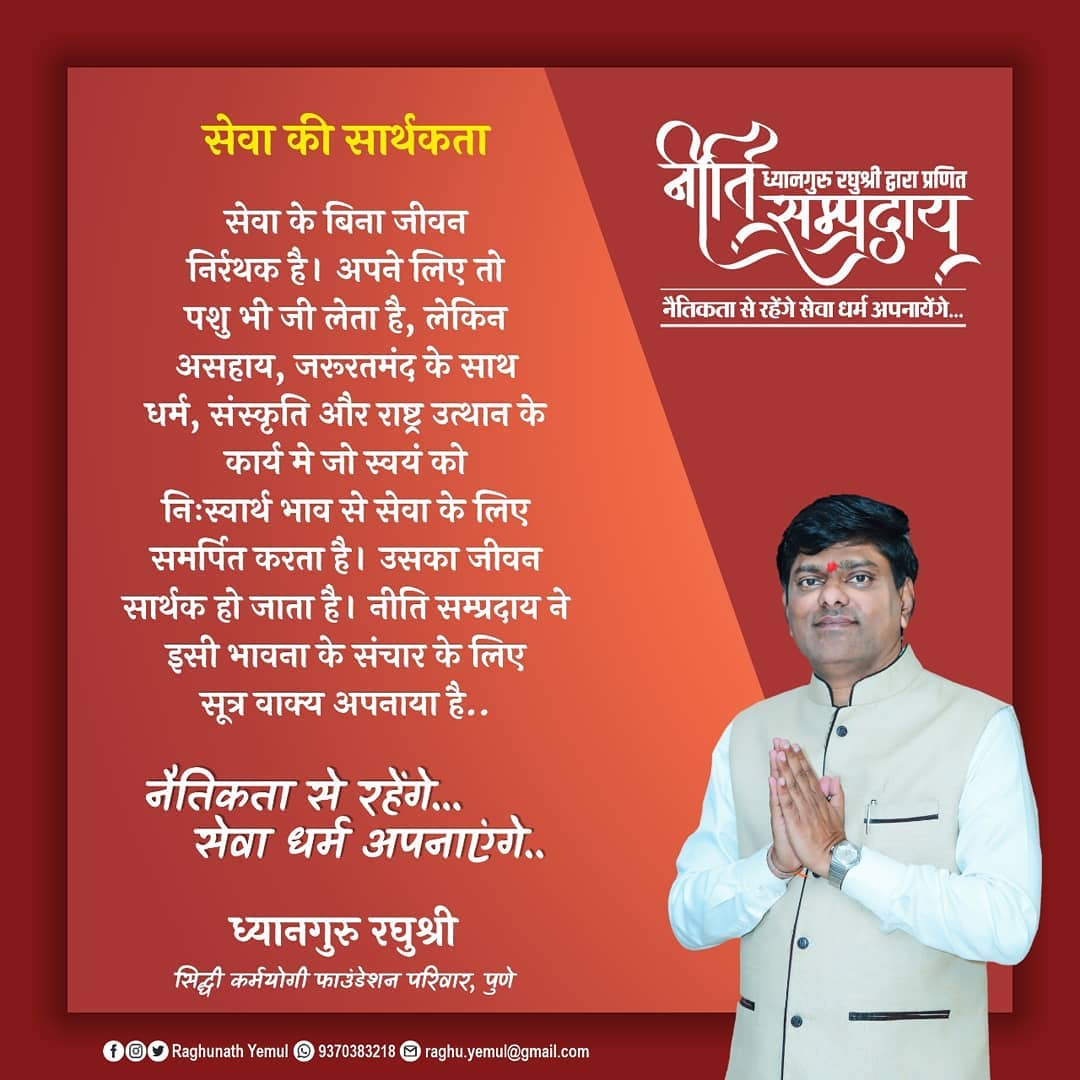 सेवा की सार्थकता
सेवा के बिना जीवन
निर्रथक है। अपने लिए तो
पशु भी जी लेता है, लेकिन
असहाय, जरूरतमंद के साथ
धर्म, संस्कृति और राष्ट्र उत्थान के
कार्य मे जो स्वयं को
निःस्वार्थ भाव से सेवा के लिए
समर्पित करता है। उसका जीवन
सार्थक हो जाता है। नीति सम्प्रदाय ने
इसी भावना के संचार के लिए
सूत्र वाक्य अपनाया है..
नैतिकता से रहेंगे...
सेवा धर्म अपनाएंगे..
ध्यानगुरु रघुश्री
सिद्धी कर्मयोगी फाउंडेशन परिवार, पुणे
नीति
ध्यानगुरु रघुश्री द्वारा प्रणित
सम्प्रदाय
नैतिकता से रहेंगे सेवा धर्म अपनायेंगे...
Raghunath Yemul 9370383218 raghu.yemul@gmail.com